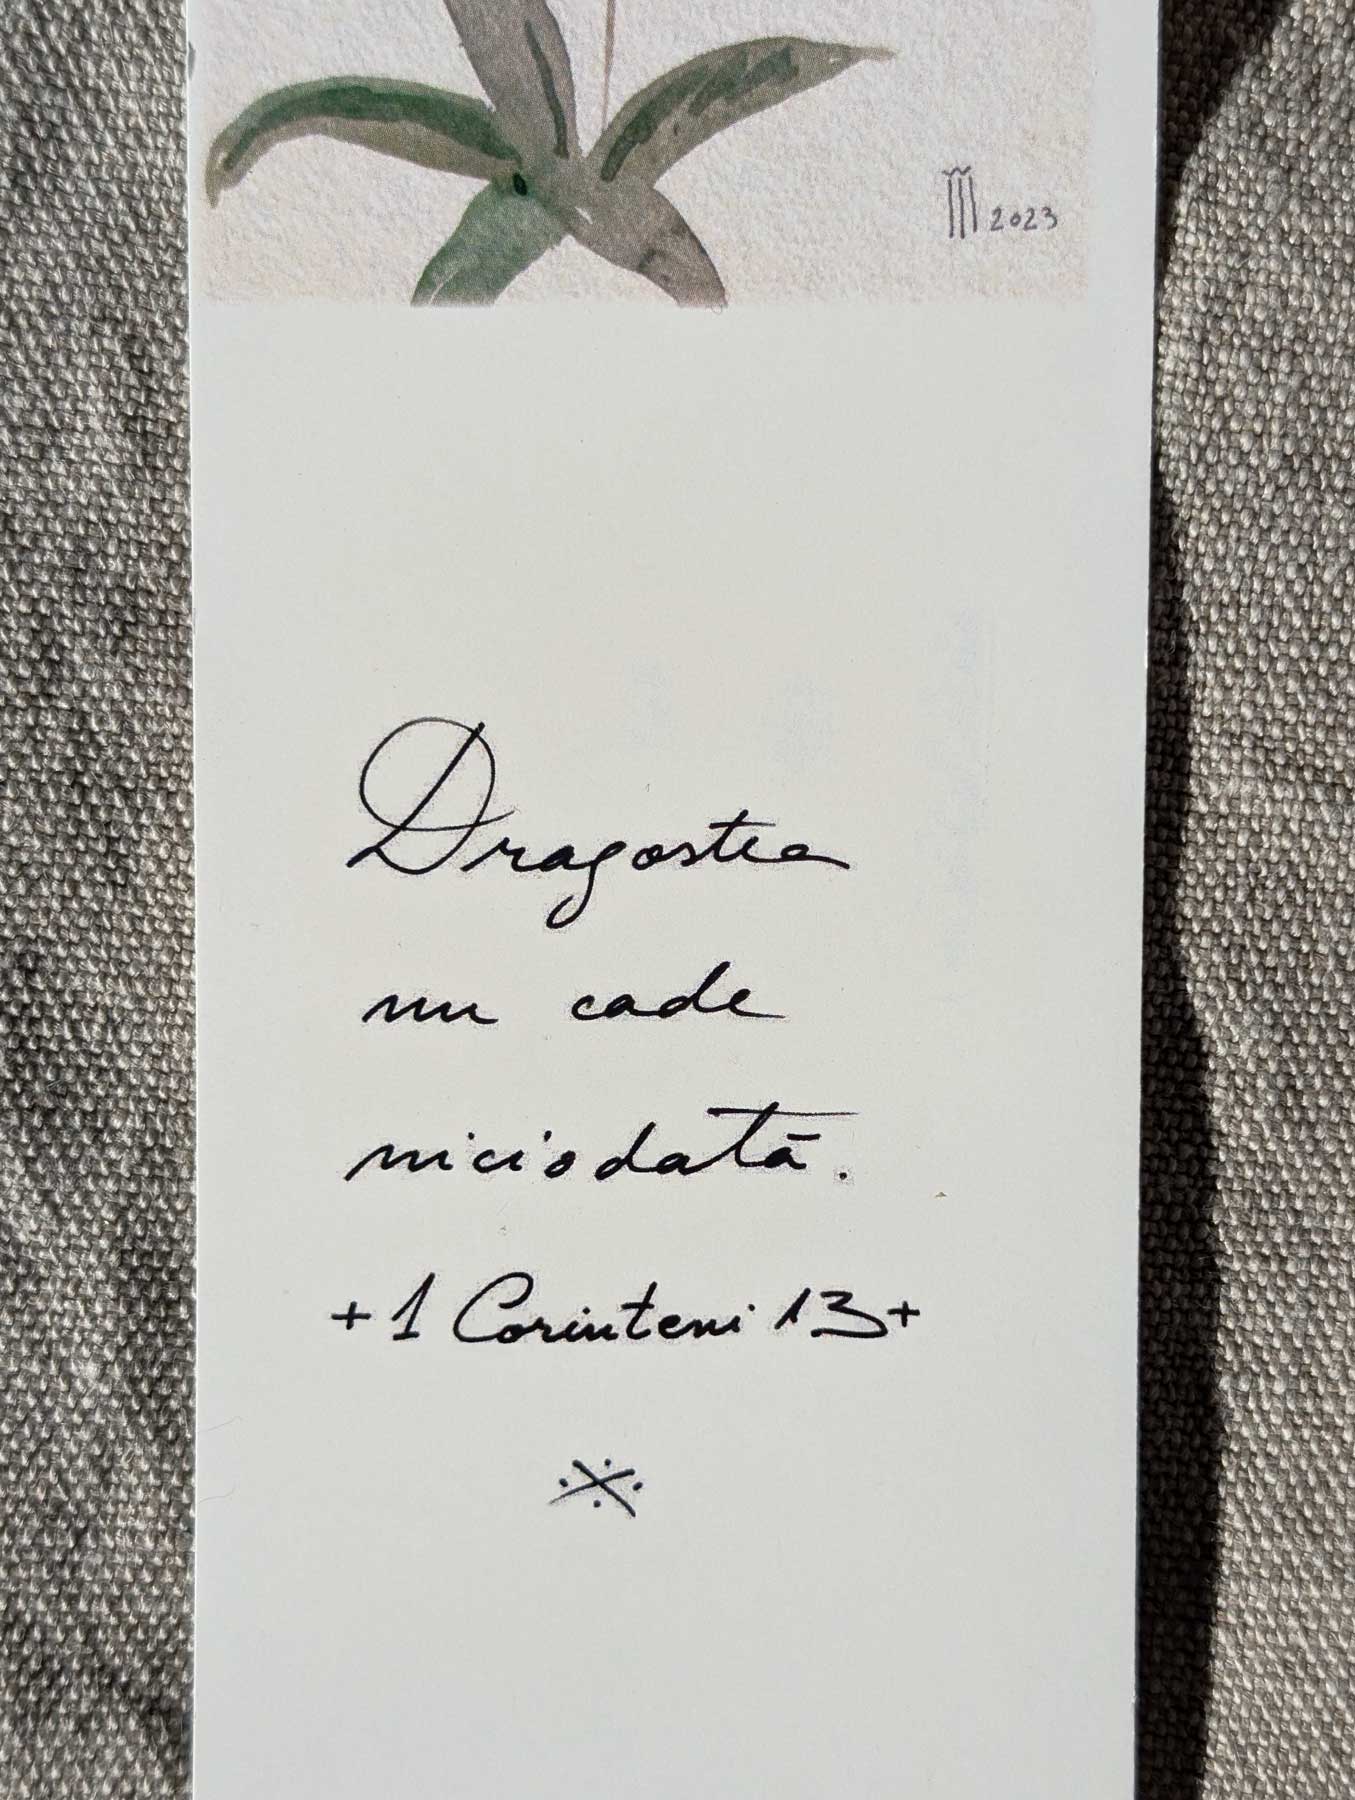 2023
Dragostea
nu cade
niciodată.
+ 1 Corinteni 13 +
※